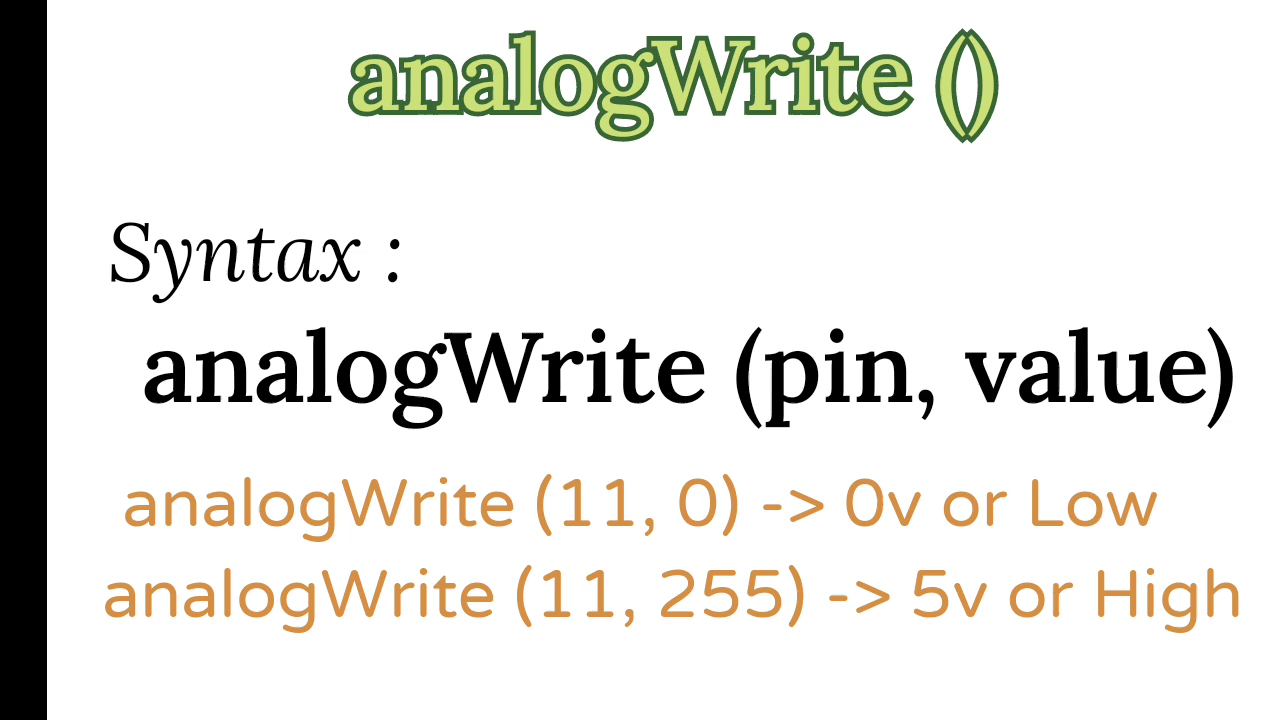 analogWrite ()
Syntax :
analogWrite (pin, value)
analogWrite (11, 0) -> 0v or Low
analogWrite (11, 255) -> 5v or High